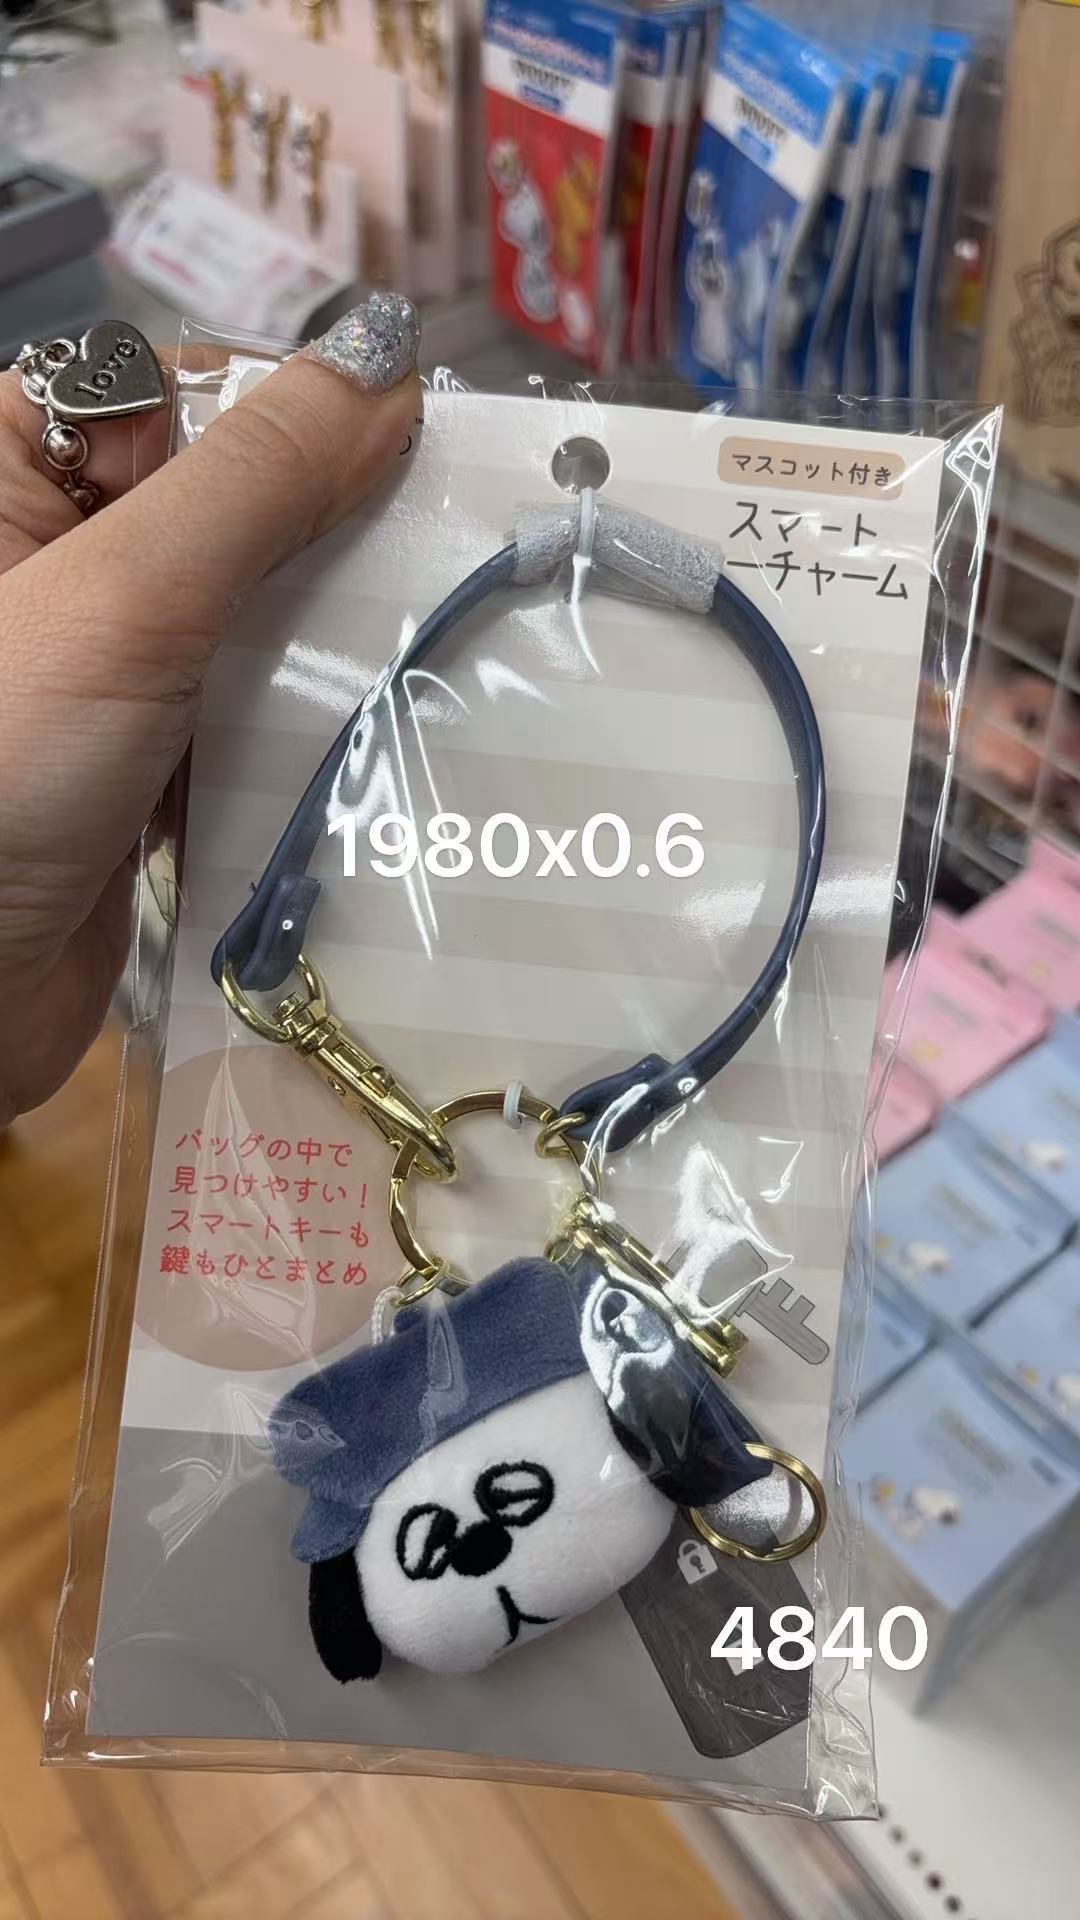 love
マスコット付き
スマート
ーチャーム
1980x0.6
バッグの中で
見つけやすい！
スマートキーも
鍵もひとまとめ
4840